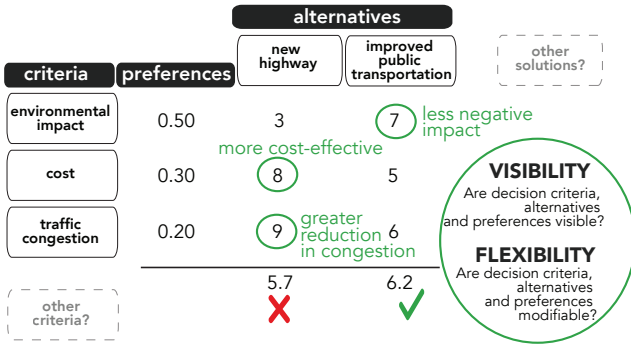 alternatives
new
highway
improved
public
transportation
other
solutions?
criteria
preferences
environmental
impact
0.50
3
7
less negative
impact
more cost-effective
cost
0.30
8
5
traffic
congestion
0.20
9
greater
reduction
in congestion
6
5.7
6.2
other
criteria?
VISIBILITY
Are decision criteria,
alternatives
and preferences visible?
FLEXIBILITY
Are decision criteria,
alternatives
and preferences
modifiable?